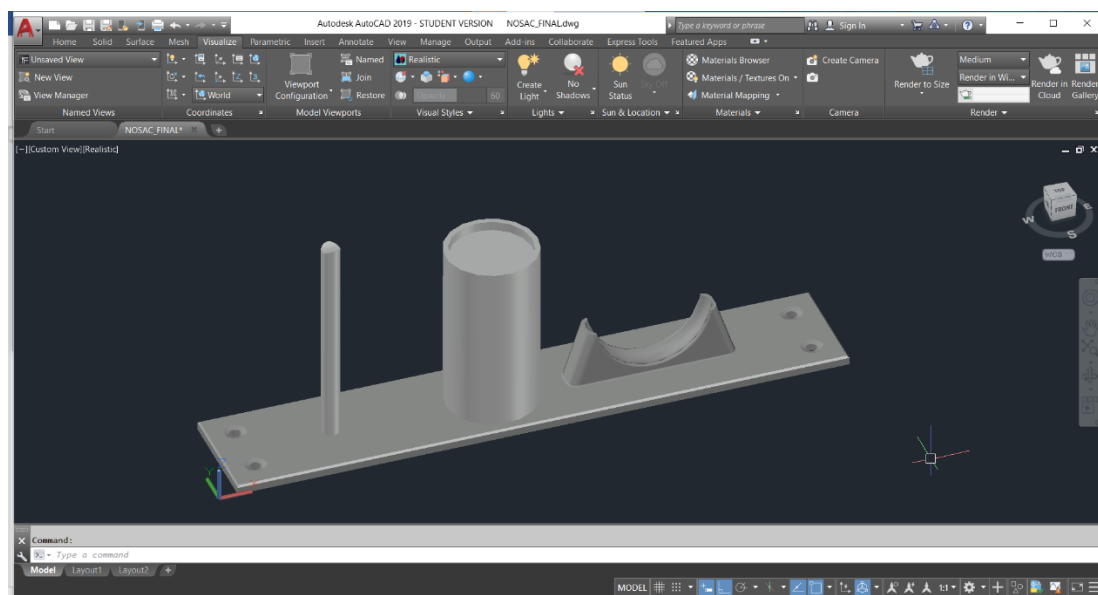 Autodesk AutoCAD 2019 - STUDENT VERSION NOSAC_FINAL.dwg
Type a keyword or phrase
Sign In
Home Solid Surface Mesh Visualize Parametric Insert Annotate View Manage Output Add-ins Collaborate Express Tools Featured Apps
Unsaved View
New View
View Manager
Named Views
World
Coordinates
Viewport
Configuration
Named
Join
Restore
Model Viewports
Realistic
Opacity 60
Visual Styles
Create
Light
No
Shadows
Lights
Sun
Status
Sky Off
Sun & Location
Materials Browser
Materials / Textures On
Material Mapping
Materials
Create Camera
Camera
Render to Size
Medium
Render in Wi...
Render in
Cloud
Render
Gallery
Render
Start NOSAC_FINAL*
[−][Custom View][Realistic]
TOP
FRONT
W
S
E
WCS
Command:
Type a command
Model Layout1 Layout2
MODEL
1:1